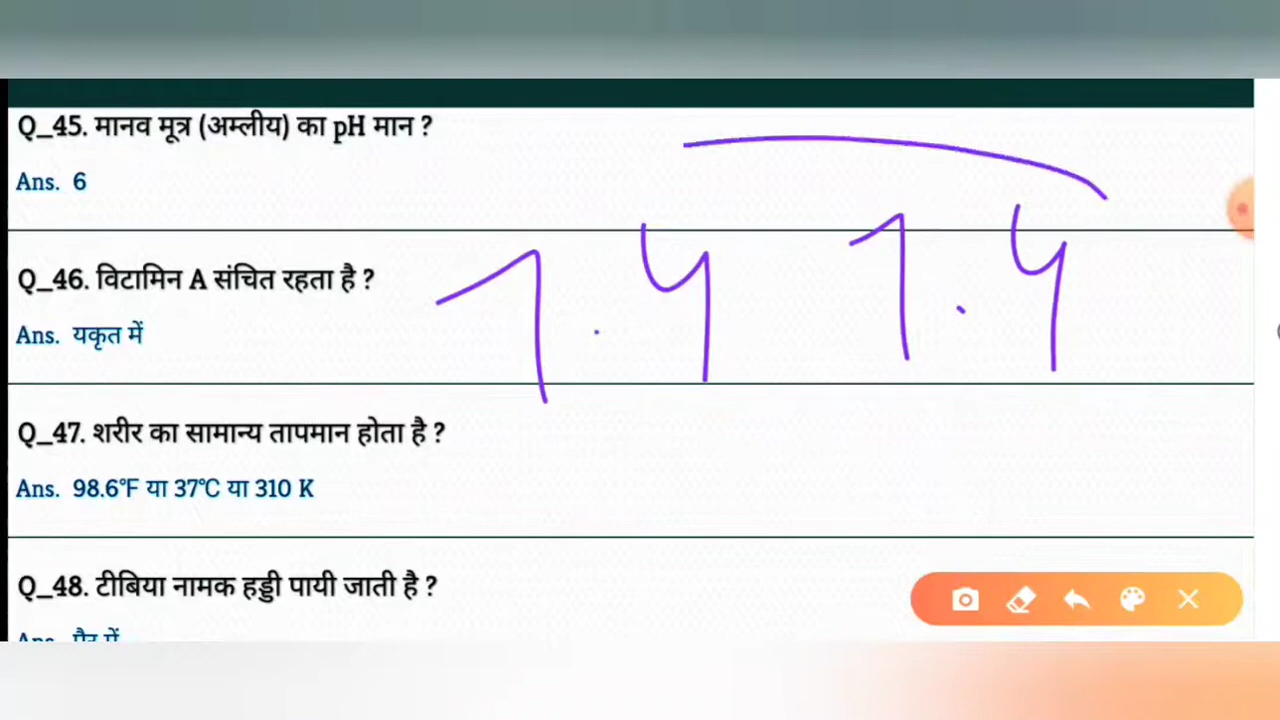 Q_45. मानव मूत्र (अम्लीय) का pH मान ?
Ans. 6
Q_46. विटामिन A संचित रहता है ?
Ans. यकृत में
7.4 7.4
Q_47. शरीर का सामान्य तापमान होता है ?
Ans. 98.6°F या 37°C या 310 K
Q_48. टीबिया नामक हड्डी पायी जाती है ?
Ans. पैर में